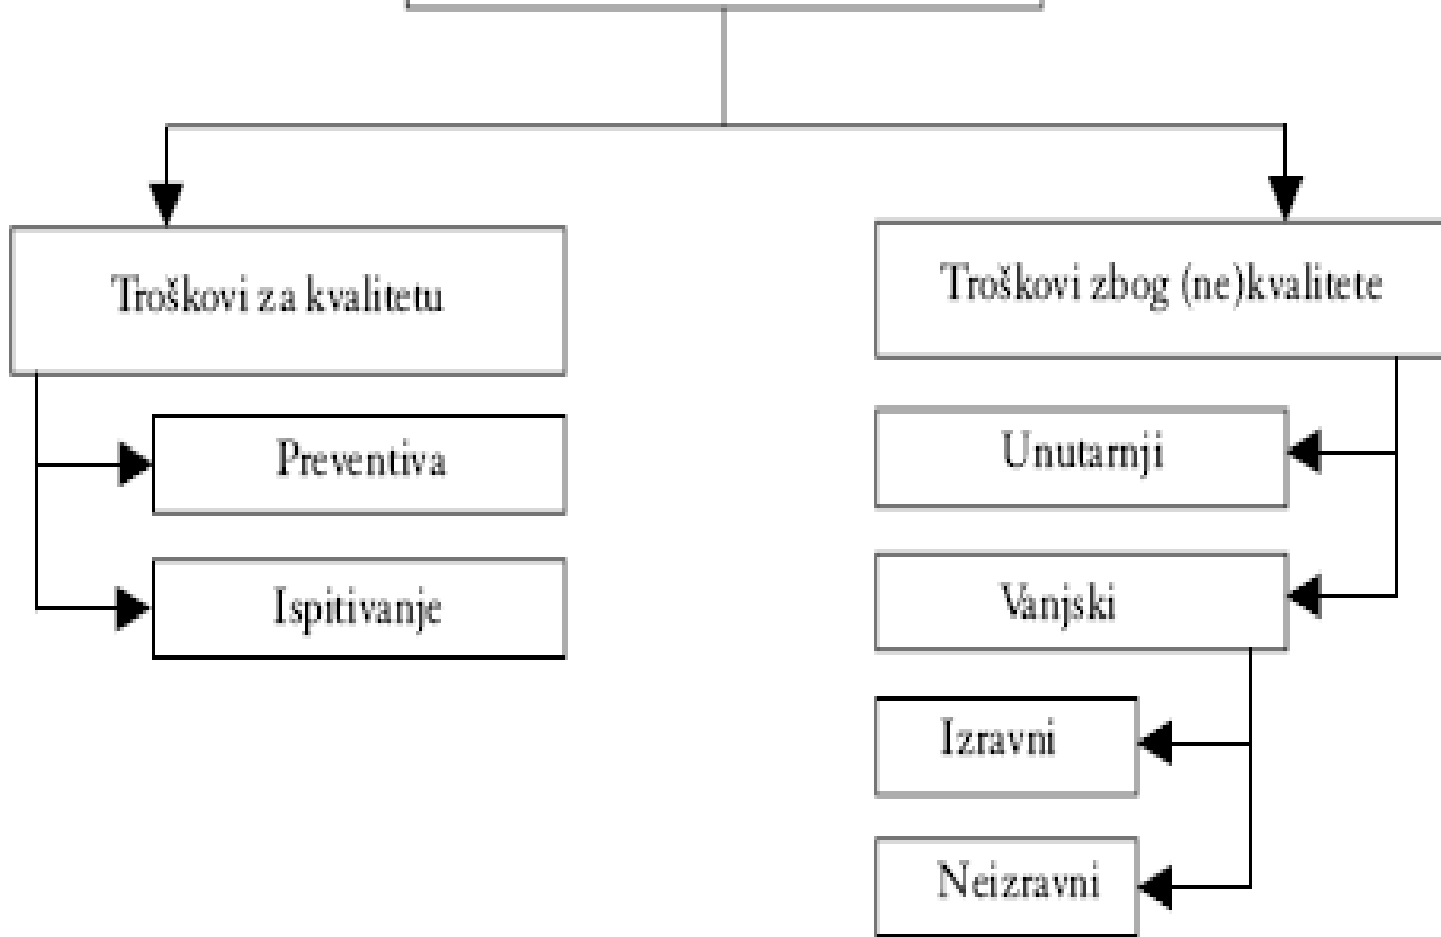 Troškovi za kvalitetu
Preventiva
Ispitivanje
Troškovi zbog (ne)kvalitete
Unutarnji
Vanjski
Izravni
Neizravni